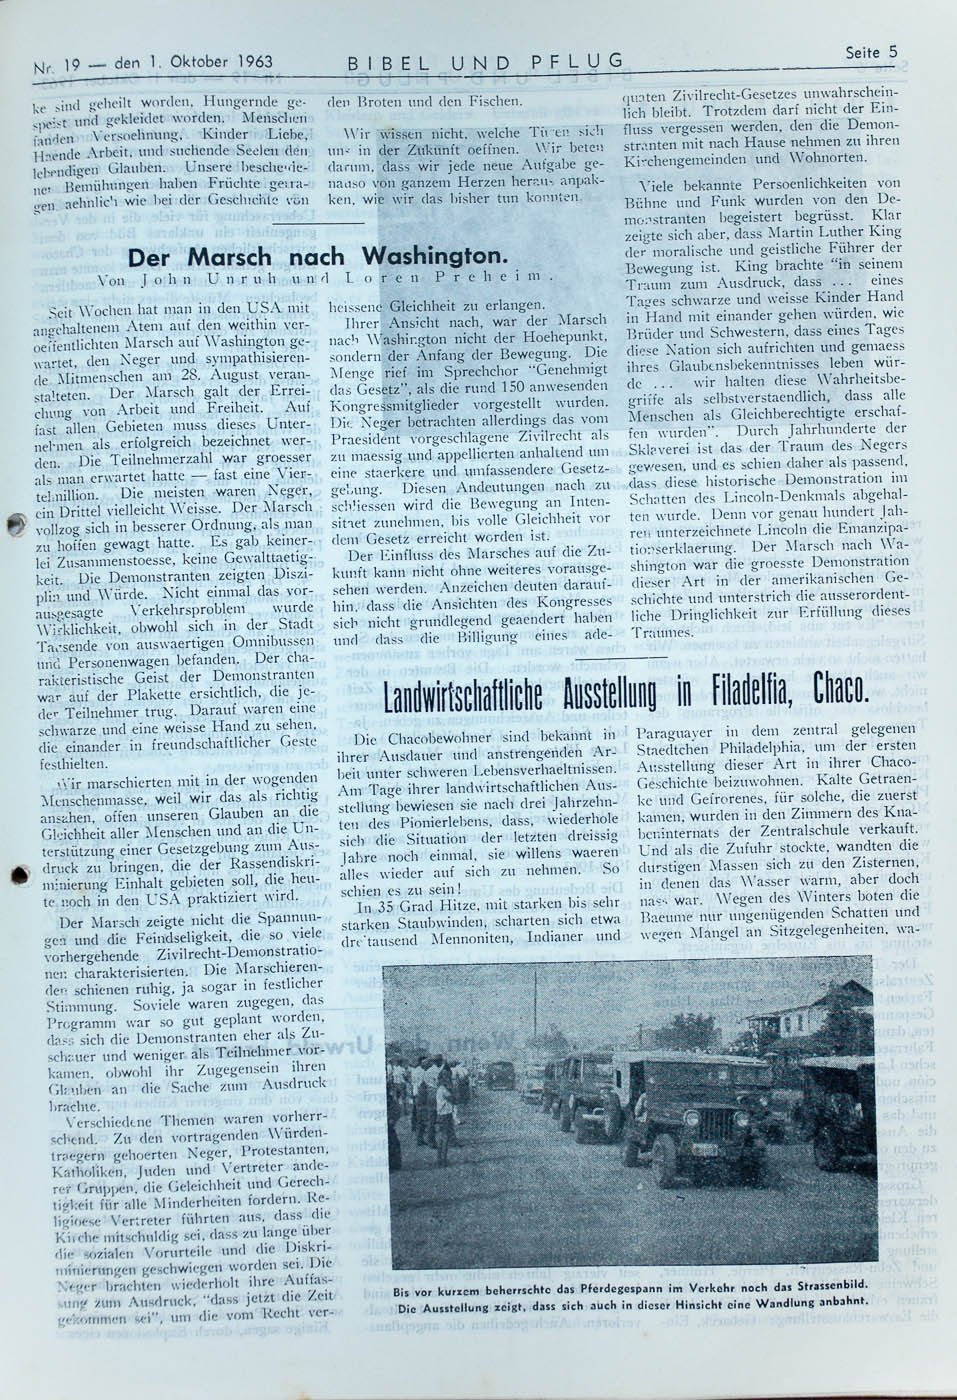 Nr. 19 — den 1. Oktober 1963
BIBEL UND PFLUG
Seite 5
ke sind geheilt worden, Hungernde ge-
speist und gekleidet worden. Menschen
fanden Versoehnung, Kinder Liebe,
Haende Arbeit, und suchende Seelen den
lebendigen Glauben. Unsere bescheide-
nen Bemühungen haben Früchte getra-
gen, aehnlich wie bei der Geschichte von
den Broten und den Fischen.
Wir wissen nicht, welche Türen sich
uns in der Zukunft oeffnen. Wir beten
darum, dass wir jede neue Aufgabe ge-
nauso von ganzem Herzen heraus anpak-
ken, wie wir das bisher tun konnten.
Der Marsch nach Washington.
Von John Unruh und Loren Preheim.
Seit Wochen hat man in den USA mit
angehaltenem Atem auf den weithin ver-
oeffentlichten Marsch auf Washington ge-
wartet, den Neger und sympathisieren-
de Mitmenschen am 28. August veran-
stalteten. Der Marsch galt der Errei-
chung von Arbeit und Freiheit. Auf
fast allen Gebieten muss dieses Unter-
nehmen als erfolgreich bezeichnet wer-
den. Die Teilnehmerzahl war groesser
als man erwartet hatte — fast eine Vier-
telmillion. Die meisten waren Neger,
ein Drittel vielleicht Weisse. Der Marsch
vollzog sich in besserer Ordnung, als man
zu hoffen gewagt hatte. Es gab keiner-
lei Zusammenstoesse, keine Gewalttaetig-
keit. Die Demonstranten zeigten Diszi-
plin und Würde. Nicht einmal das vor-
ausgesagte Verkehrsproblem wurde
Wirklichkeit, obwohl sich in der Stadt
Tausende von auswaertigen Omnibussen
und Personenwagen befanden. Der cha-
rakteristische Geist der Demonstranten
war auf der Plakette ersichtlich, die je-
der Teilnehmer trug. Darauf waren eine
schwarze und eine weisse Hand zu sehen,
die einander in freundschaftlicher Geste
festhielten.
Wir marschierten mit in der wogenden
Menschenmasse, weil wir das als richtig
ansahen, offen unseren Glauben an die
Gleichheit aller Menschen und an die Un-
terstützung einer Gesetzgebung zum Aus-
druck zu bringen, die der Rassendiskri-
minierung Einhalt gebieten soll, die heu-
te noch in den USA praktiziert wird.
Der Marsch zeigte nicht die Spannun-
gen und die Feindseligkeit, die so viele
vorhergehende Zivilrecht-Demonstratio-
nen charakterisierten. Die Marschieren-
den schienen ruhig, ja sogar in festlicher
Stimmung. Soviele waren zugegen, das
Programm war so gut geplant worden,
dass sich die Demonstranten eher als Zu-
schauer und weniger als Teilnehmer vor-
kamen, obwohl ihr Zugegensein ihren
Glauben an die Sache zum Ausdruck
brachte.
Verschiedene Themen waren vorherr-
schend. Zu den vortragenden Würden-
traegern gehoerten Neger, Protestanten,
Katholiken, Juden und Vertreter ande-
rer Gruppen, die Geleichheit und Gerech-
tigkeit für alle Minderheiten fordern. Re-
ligioese Vertreter führten aus, dass die
Kirche mitschuldig sei, dass zu lange über
die sozialen Vorurteile und die Diskri-
minierungen geschwiegen worden sei. Die
Neger brachten wiederholt ihre Auffas-
sung zum Ausdruck, "dass jetzt die Zeit
gekommen sei", um die vom Recht ver-
heissene Gleichheit zu erlangen.
Ihrer Ansicht nach, war der Marsch
nach Washington nicht der Hoehepunkt,
sondern der Anfang der Bewegung. Die
Menge rief im Sprechchor "Genehmigt
das Gesetz", als die rund 150 anwesenden
Kongressmitglieder vorgestellt wurden.
Die Neger betrachten allerdings das vom
Praesident vorgeschlagene Zivilrecht als
zu maessig und appellierten anhaltend um
eine staerkere und umfassendere Gesetz-
gebung. Diesen Andeutungen nach zu
schliessen wird die Bewegung an Inten-
sitaet zunehmen, bis volle Gleichheit vor
dem Gesetz erreicht worden ist.
Der Einfluss des Marsches auf die Zu-
kunft kann nicht ohne weiteres vorausge-
sehen werden. Anzeichen deuten darauf-
hin, dass die Ansichten des Kongresses
sich nicht grundlegend geaendert haben
und dass die Billigung eines ade-
quaten Zivilrecht-Gesetzes unwahrschein-
lich bleibt. Trotzdem darf nicht der Ein-
fluss vergessen werden, den die Demon-
stranten mit nach Hause nehmen zu ihren
Kirchengemeinden und Wohnorten.
Viele bekannte Persoenlichkeiten von
Bühne und Funk wurden von den De-
monstranten begeistert begrüsst. Klar
zeigte sich aber, dass Martin Luther King
der moralische und geistliche Führer der
Bewegung ist. King brachte "in seinem
Traum zum Ausdruck, dass ... eines
Tages schwarze und weisse Kinder Hand
in Hand mit einander gehen würden, wie
Brüder und Schwestern, dass eines Tages
diese Nation sich aufrichten und gemaess
ihres Glaubensbekenntnisses leben wür-
de ... wir halten diese Wahrheitsbe-
griffe als selbstverstaendlich, dass alle
Menschen als Gleichberechtigte erschaf-
fen wurden". Durch Jahrhunderte der
Sklaverei ist das der Traum des Negers
gewesen, und es schien daher als passend,
dass diese historische Demonstration im
Schatten des Lincoln-Denkmals abgehal-
ten wurde. Denn vor genau hundert Jah-
ren unterzeichnete Lincoln die Emanzipa-
tionserklaerung. Der Marsch nach Wa-
shington war die groesste Demonstration
dieser Art in der amerikanischen Ge-
schichte und unterstrich die ausserordent-
liche Dringlichkeit zur Erfüllung dieses
Traumes.
Landwirtschaftliche Ausstellung in Filadelfia, Chaco.
Die Chacobewohner sind bekannt in
ihrer Ausdauer und anstrengenden Ar-
beit unter schweren Lebensverhaeltnissen.
Am Tage ihrer landwirtschaftlichen Aus-
stellung bewiesen sie nach drei Jahrzehn-
ten des Pionierlebens, dass, wiederhole
sich die Situation der letzten dreissig
Jahre noch einmal, sie willens waeren
alles wieder auf sich zu nehmen. So
schien es zu sein!
In 35 Grad Hitze, mit starken bis sehr
starken Staubwinden, scharten sich etwa
dreitausend Mennoniten, Indianer und
Paraguayer in dem zentral gelegenen
Staedtchen Philadelphia, um der ersten
Ausstellung dieser Art in ihrer Chaco-
Geschichte beizuwohnen. Kalte Getraen-
ke und Gefrorenes, für solche, die zuerst
kamen, wurden in den Zimmern des Kna-
beninternats der Zentralschule verkauft.
Und als die Zufuhr stockte, wandten die
durstigen Massen sich zu den Zisternen,
in denen das Wasser warm, aber doch
nass war. Wegen des Winters boten die
Baeume nur ungenügenden Schatten und
wegen Mangel an Sitzgelegenheiten, wa-
Bis vor kurzem beherrschte das Pferdegespann im Verkehr noch das Strassenbild.
Die Ausstellung zeigt, dass sich auch in dieser Hinsicht eine Wandlung anbahnt.